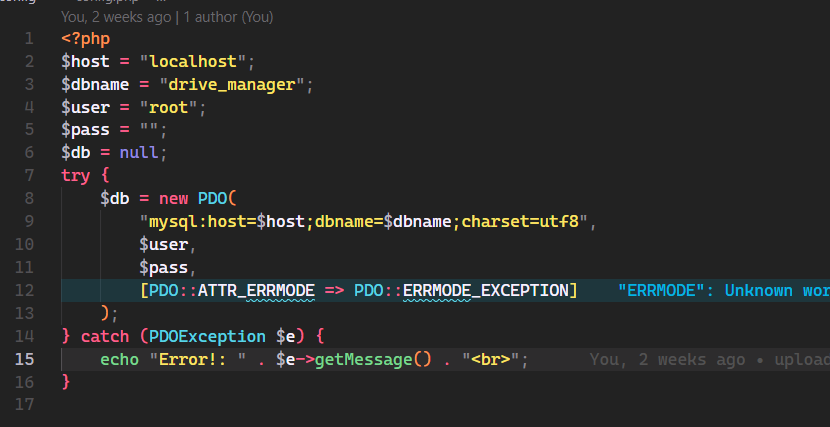 config.php
You, 2 weeks ago | 1 author (You)
1 <?php
2 $host = "localhost";
3 $dbname = "drive_manager";
4 $user = "root";
5 $pass = "";
6 $db = null;
7 try {
8 $db = new PDO(
9 "mysql:host=$host;dbname=$dbname;charset=utf8",
10 $user,
11 $pass,
12 [PDO::ATTR_ERRMODE => PDO::ERRMODE_EXCEPTION] "ERRMODE": Unknown wor
13 );
14 } catch (PDOException $e) {
15 echo "Error!: " . $e->getMessage() . "<br>"; You, 2 weeks ago • upload
16 }
17